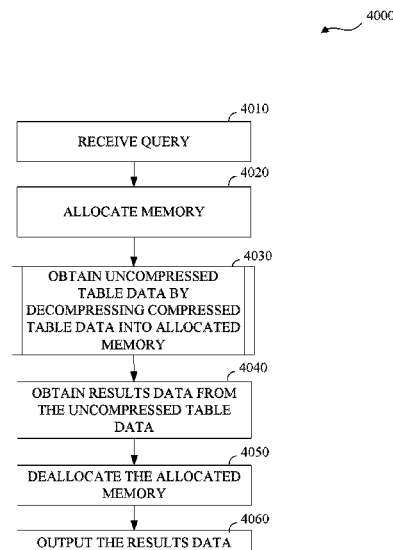 4000
4010
RECEIVE QUERY
4020
ALLOCATE MEMORY
4030
OBTAIN UNCOMPRESSED
TABLE DATA BY
DECOMPRESSING COMPRESSED
TABLE DATA INTO ALLOCATED
MEMORY
4040
OBTAIN RESULTS DATA FROM
THE UNCOMPRESSED TABLE
DATA
4050
DEALLOCATE THE ALLOCATED
MEMORY
4060
OUTPUT THE RESULTS DATA